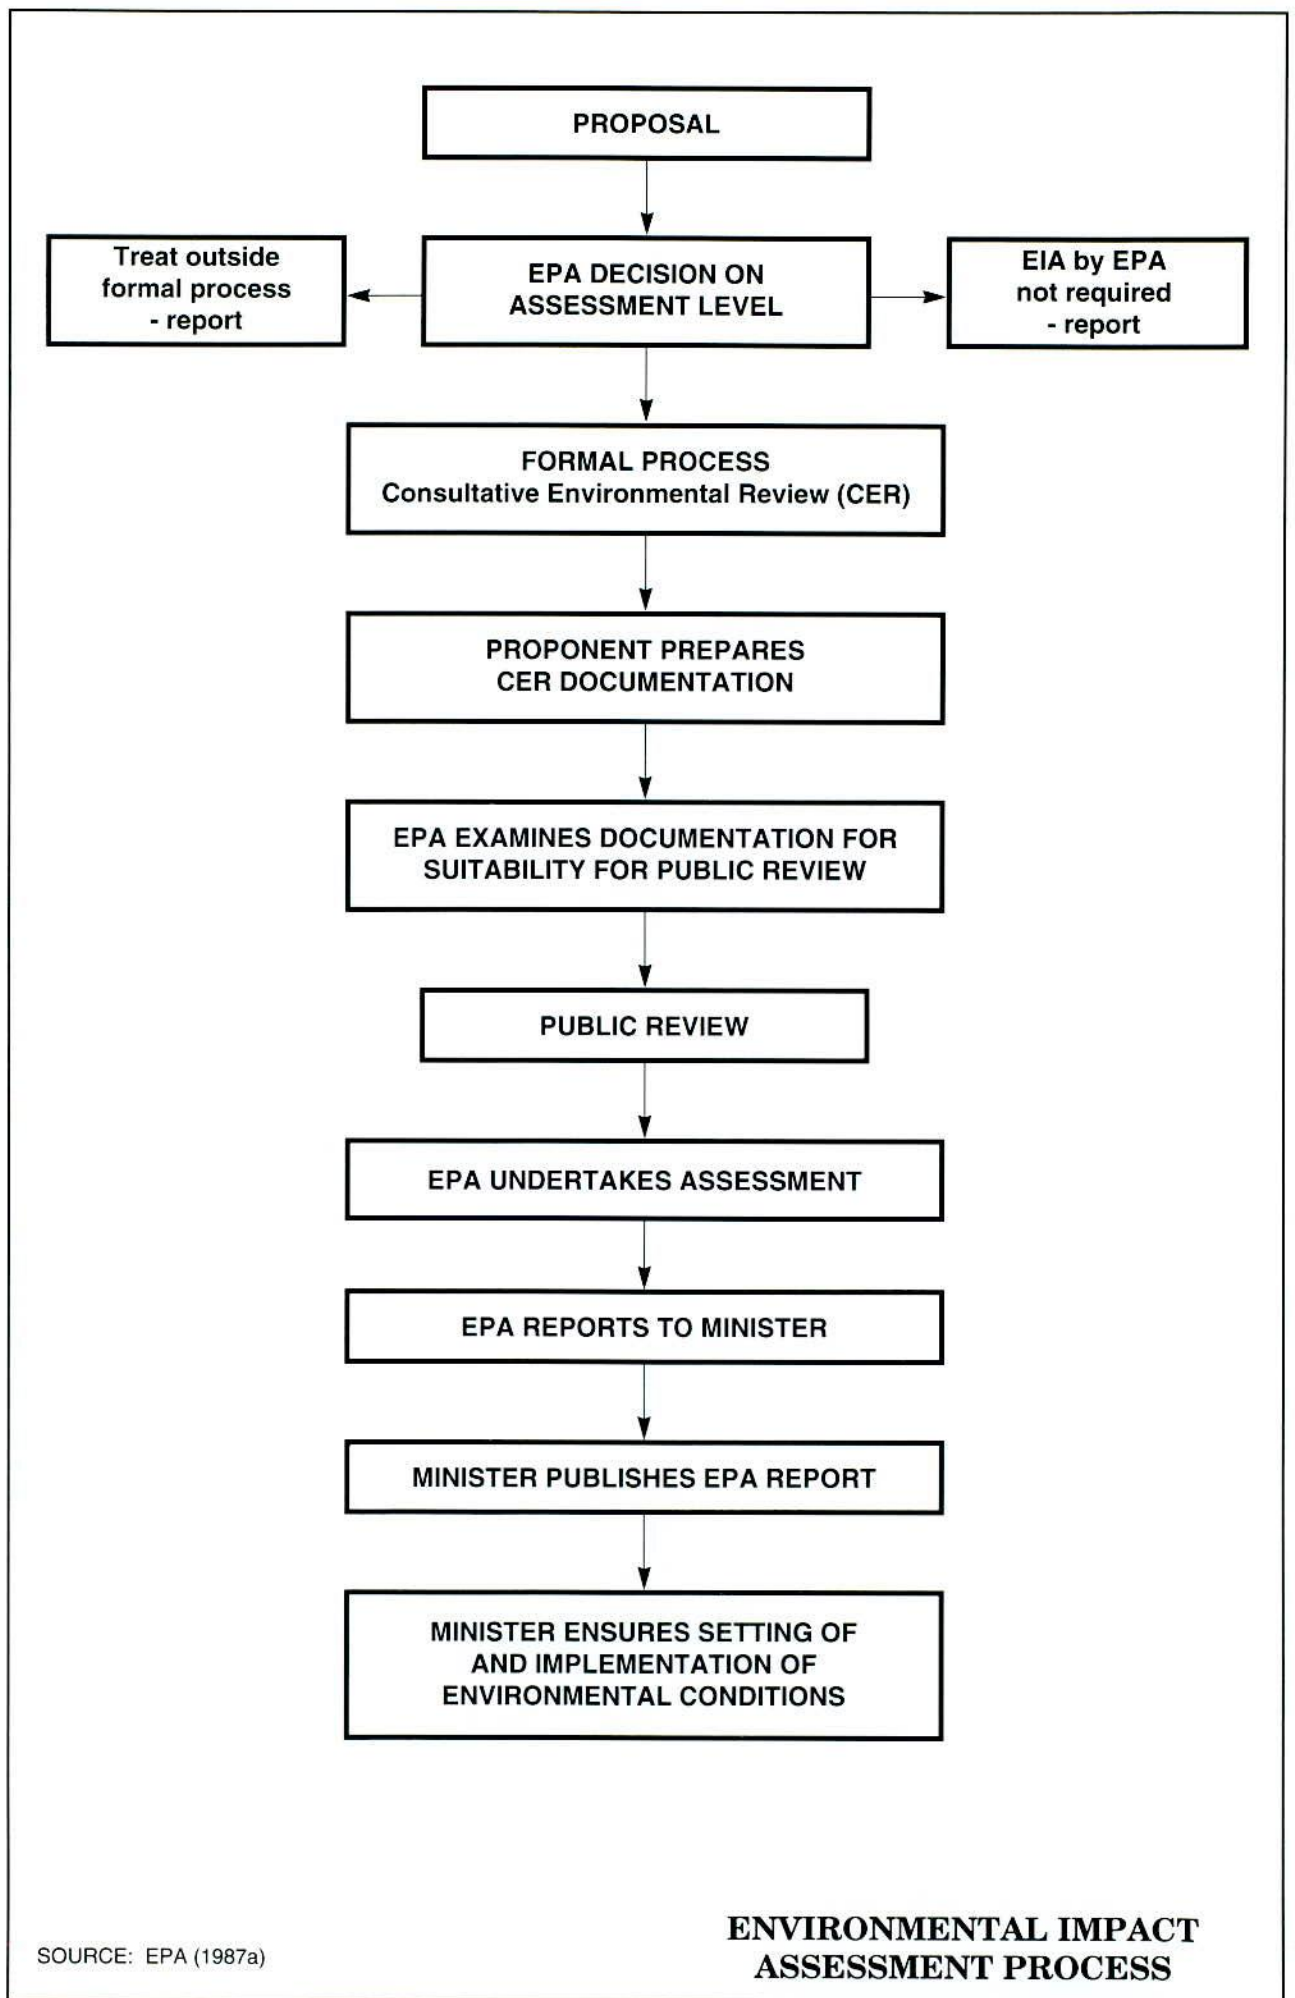 PROPOSAL
Treat outside
formal process
- report
EPA DECISION ON
ASSESSMENT LEVEL
EIA by EPA
not required
- report
FORMAL PROCESS
Consultative Environmental Review (CER)
PROPONENT PREPARES
CER DOCUMENTATION
EPA EXAMINES DOCUMENTATION FOR
SUITABILITY FOR PUBLIC REVIEW
PUBLIC REVIEW
EPA UNDERTAKES ASSESSMENT
EPA REPORTS TO MINISTER
MINISTER PUBLISHES EPA REPORT
MINISTER ENSURES SETTING OF
AND IMPLEMENTATION OF
ENVIRONMENTAL CONDITIONS
SOURCE: EPA (1987a)
ENVIRONMENTAL IMPACT
ASSESSMENT PROCESS